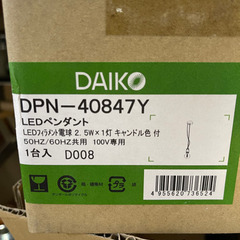 DAIKO
DPN-40847Y
LEDペンダント
LEDフィラメント電球 2.5W×1灯 キャンドル色 付
50HZ/60HZ共用 100V専用
1台入 D008
4 955620 736524